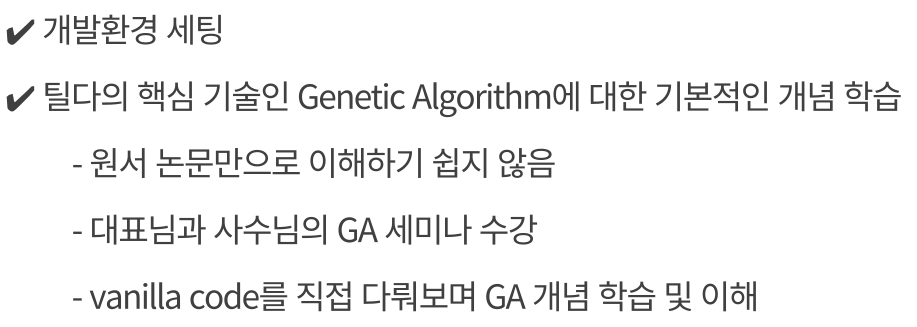 ✔ 개발환경 세팅
✔ 틸다의 핵심 기술인 Genetic Algorithm에 대한 기본적인 개념 학습
- 원서 논문만으로 이해하기 쉽지 않음
- 대표님과 사수님의 GA 세미나 수강
- vanilla code를 직접 다뤄보며 GA 개념 학습 및 이해